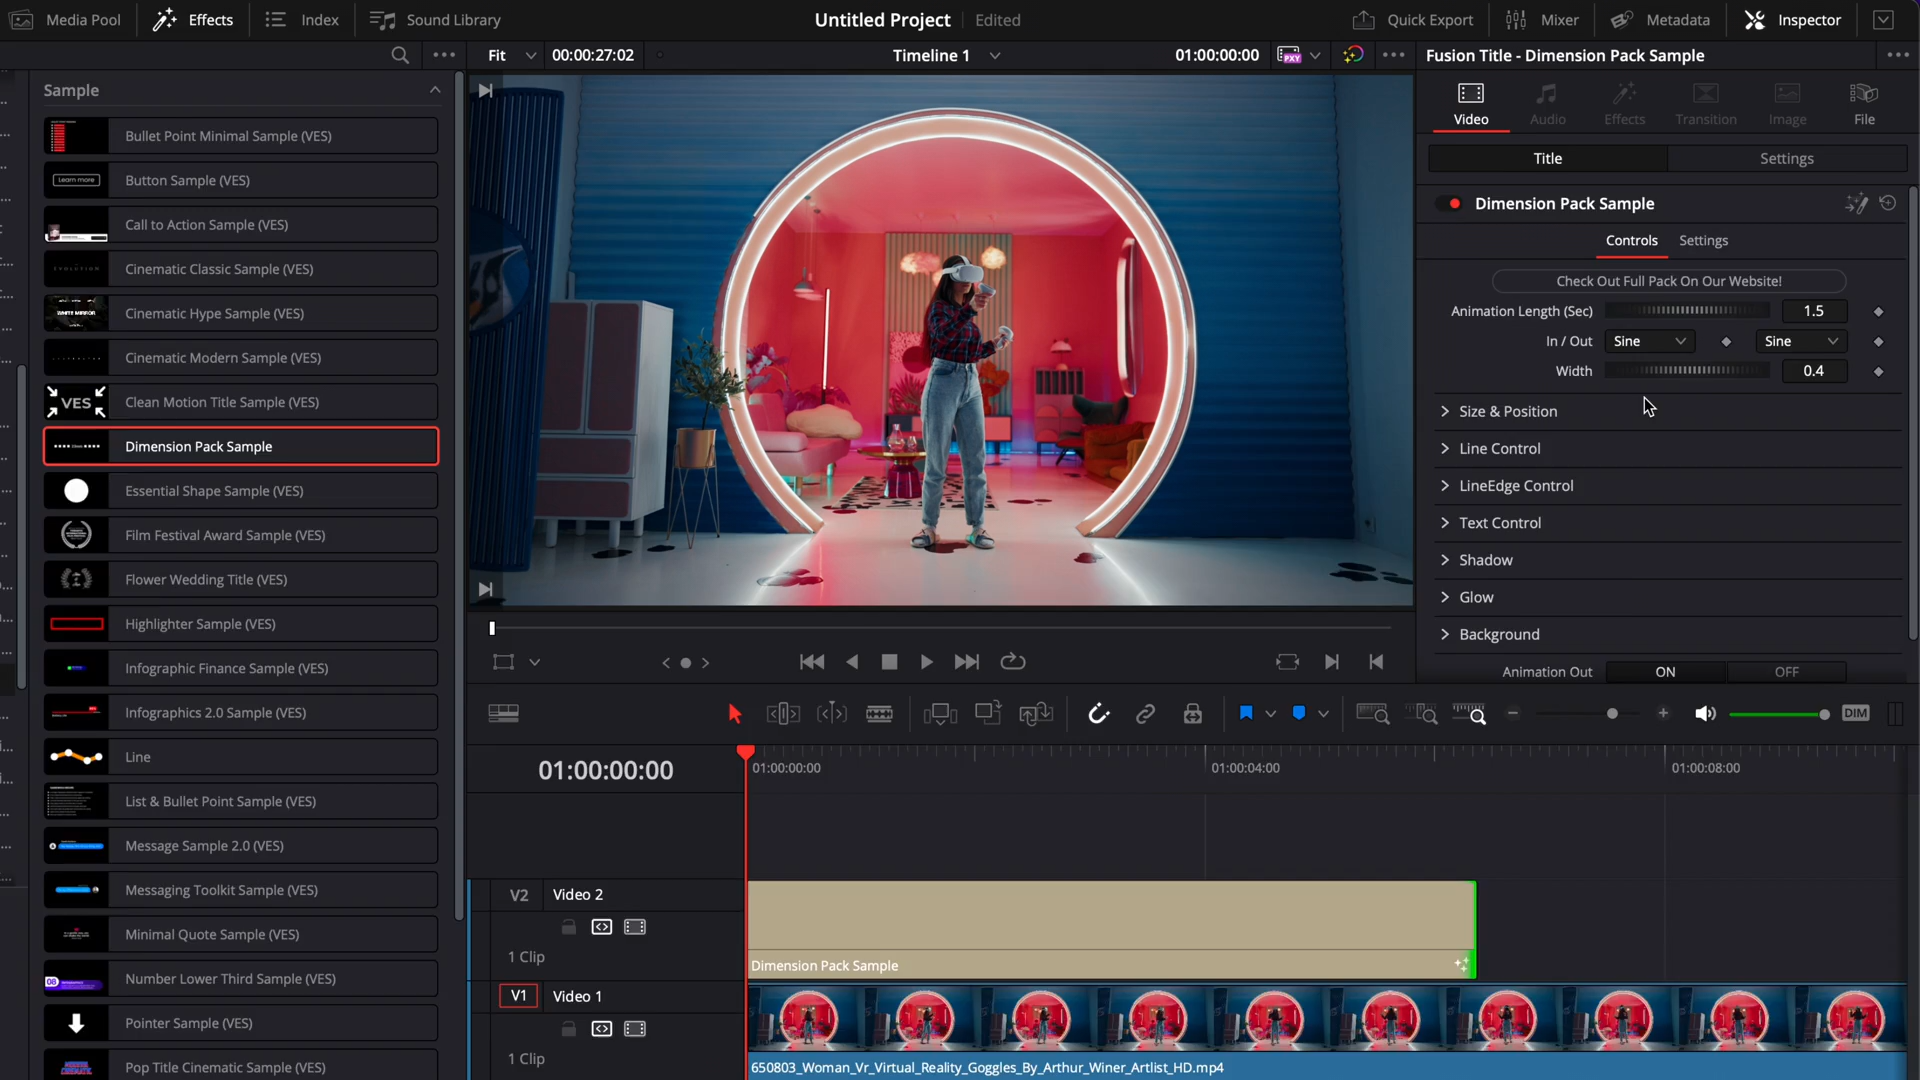 Media Pool
Effects
Index
Sound Library
Untitled Project
Edited
Quick Export
Mixer
Metadata
Inspector
Fit
00:00:27:02
Timeline 1
01:00:00:00
PXY
Fusion Title - Dimension Pack Sample
Sample
Bullet Point Minimal Sample (VES)
Learn more
Button Sample (VES)
Call to Action Sample (VES)
EVOLUTION
Cinematic Classic Sample (VES)
WHITE MIRROR
Cinematic Hype Sample (VES)
Cinematic Modern Sample (VES)
VES
Clean Motion Title Sample (VES)
Dimension Pack Sample
Essential Shape Sample (VES)
Film Festival Award Sample (VES)
Flower Wedding Title (VES)
Highlighter Sample (VES)
Infographic Finance Sample (VES)
Infographics 2.0 Sample (VES)
Line
List & Bullet Point Sample (VES)
Message Sample 2.0 (VES)
Messaging Toolkit Sample (VES)
Minimal Quote Sample (VES)
08
Number Lower Third Sample (VES)
Pointer Sample (VES)
Pop Title Cinematic Sample (VES)
Video
Audio
Effects
Transition
Image
File
Title
Settings
Dimension Pack Sample
Controls
Settings
Check Out Full Pack On Our Website!
Animation Length (Sec)
1.5
In / Out
Sine
Sine
Width
0.4
Size & Position
Line Control
LineEdge Control
Text Control
Shadow
Glow
Background
Animation Out
ON
OFF
DIM
01:00:00:00
01:00:00:00
01:00:04:00
01:00:08:00
V2
Video 2
1 Clip
Dimension Pack Sample
V1
Video 1
1 Clip
650803_Woman_Vr_Virtual_Reality_Goggles_By_Arthur_Winer_Artlist_HD.mp4